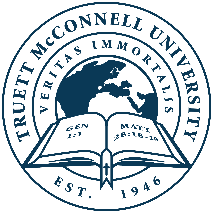 TRUETT McCONNELL UNIVERSITY
VERITAS IMMORTALIS
GEN
1:1
MATT
28:18-20
EST. 1946